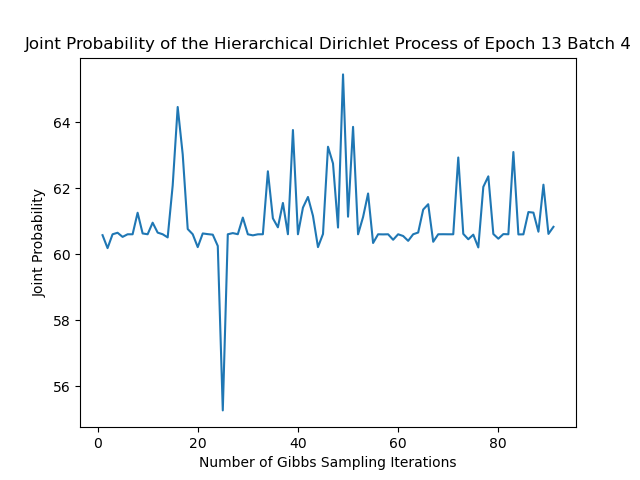 Joint Probability of the Hierarchical Dirichlet Process of Epoch 13 Batch 4
64
62
60
58
56
Joint Probability
0 20 40 60 80
Number of Gibbs Sampling Iterations